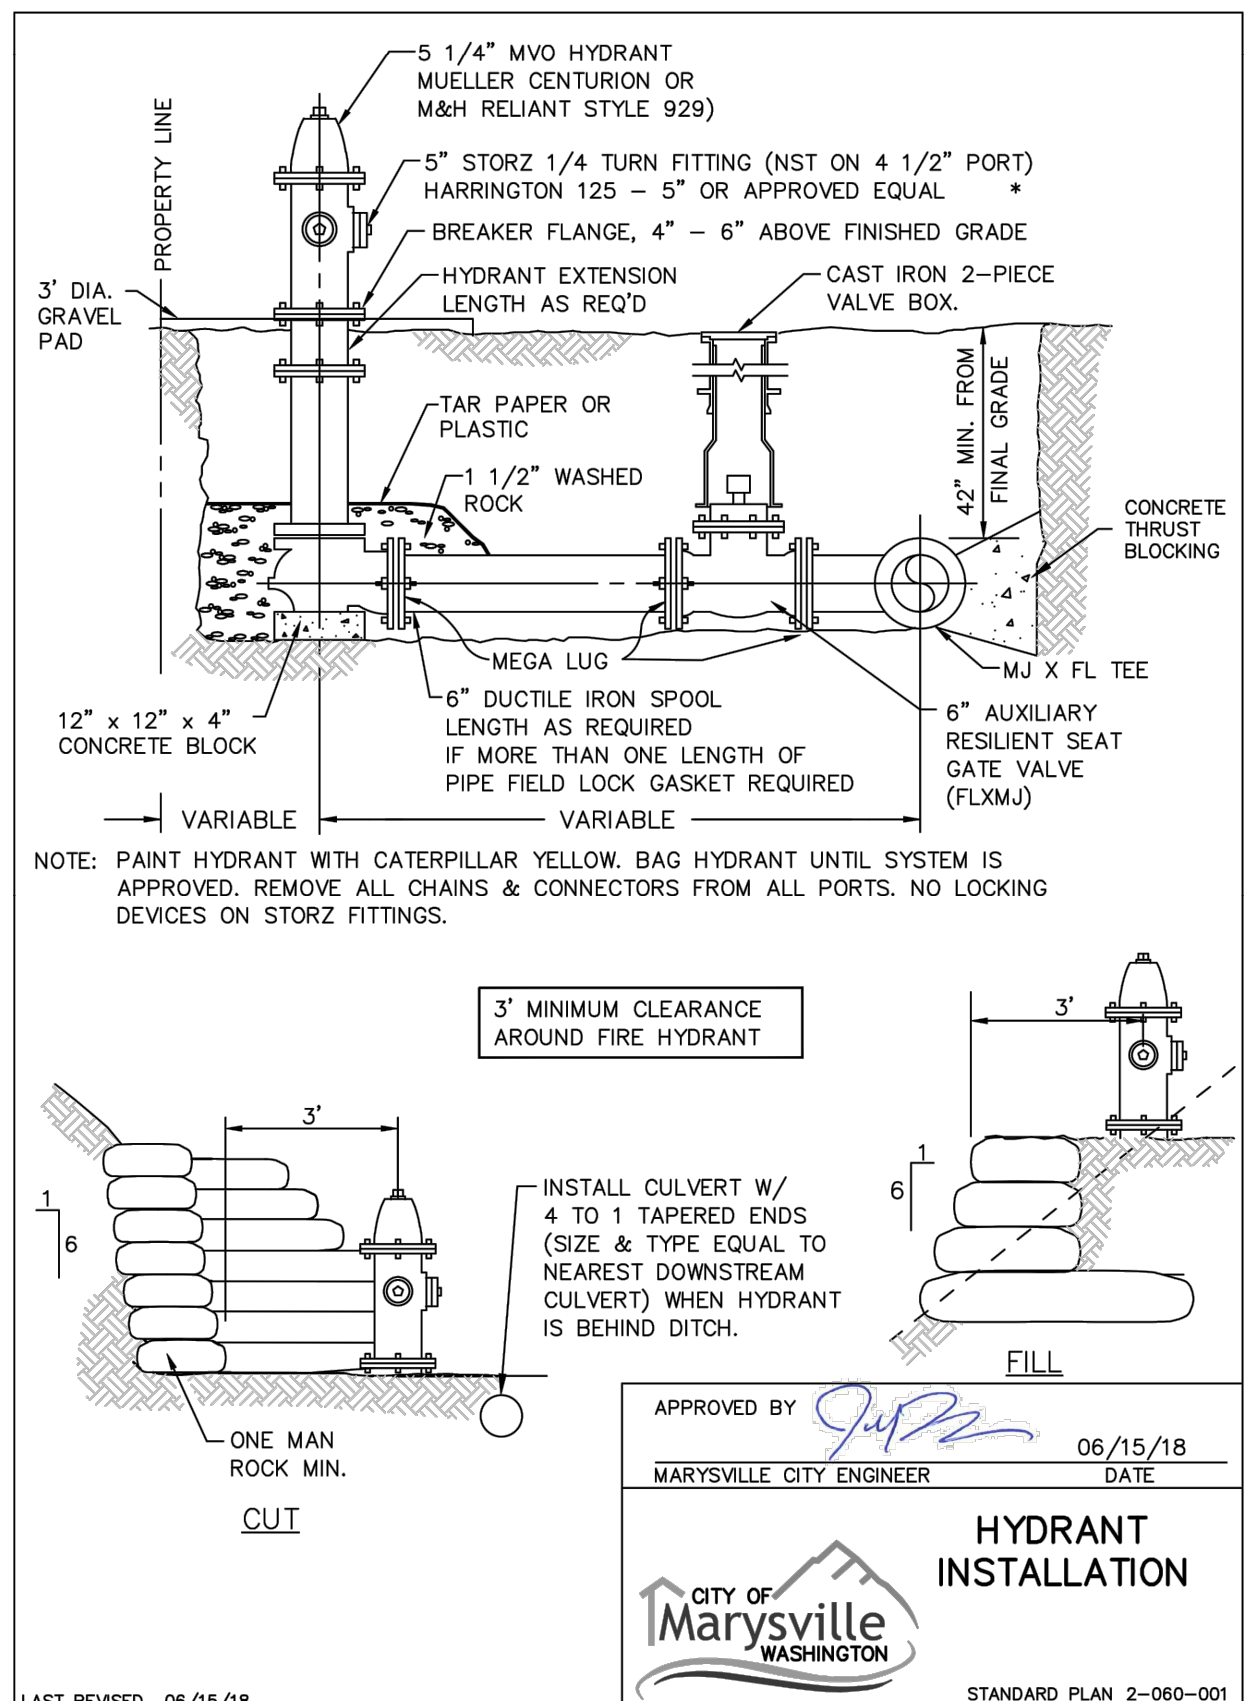 5 1/4" MVO HYDRANT
MUELLER CENTURION OR
M&H RELIANT STYLE 929)
PROPERTY LINE
5" STORZ 1/4 TURN FITTING (NST ON 4 1/2" PORT)
HARRINGTON 125 – 5" OR APPROVED EQUAL *
BREAKER FLANGE, 4" – 6" ABOVE FINISHED GRADE
HYDRANT EXTENSION
LENGTH AS REQ'D
CAST IRON 2–PIECE
VALVE BOX.
3' DIA.
GRAVEL
PAD
42" MIN. FROM
FINAL GRADE
TAR PAPER OR
PLASTIC
1 1/2" WASHED
ROCK
CONCRETE
THRUST
BLOCKING
MEGA LUG
MJ X FL TEE
12" x 12" x 4"
CONCRETE BLOCK
6" DUCTILE IRON SPOOL
LENGTH AS REQUIRED
IF MORE THAN ONE LENGTH OF
PIPE FIELD LOCK GASKET REQUIRED
6" AUXILIARY
RESILIENT SEAT
GATE VALVE
(FLXMJ)
VARIABLE
VARIABLE
NOTE: PAINT HYDRANT WITH CATERPILLAR YELLOW. BAG HYDRANT UNTIL SYSTEM IS
APPROVED. REMOVE ALL CHAINS & CONNECTORS FROM ALL PORTS. NO LOCKING
DEVICES ON STORZ FITTINGS.
3' MINIMUM CLEARANCE
AROUND FIRE HYDRANT
3'
1
6
3'
1
6
INSTALL CULVERT W/
4 TO 1 TAPERED ENDS
(SIZE & TYPE EQUAL TO
NEAREST DOWNSTREAM
CULVERT) WHEN HYDRANT
IS BEHIND DITCH.
FILL
ONE MAN
ROCK MIN.
CUT
APPROVED BY
06/15/18
MARYSVILLE CITY ENGINEER DATE
HYDRANT
INSTALLATION
CITY OF
Marysville
WASHINGTON
STANDARD PLAN 2–060–001
LAST REVISED 06/15/18